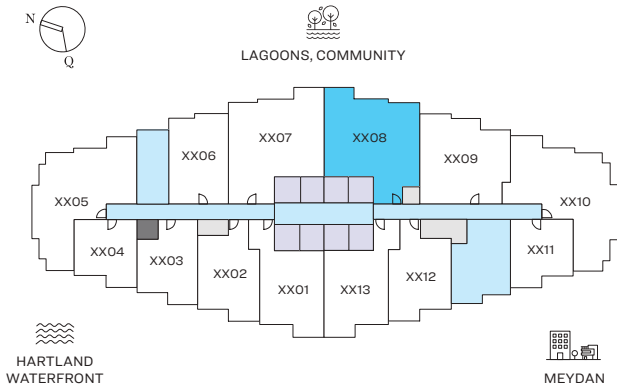 N
Q
LAGOONS, COMMUNITY
XX07
XX08
XX06
XX09
XX05
XX10
XX04
XX03
XX02
XX01
XX13
XX12
XX11
HARTLAND
WATERFRONT
MEYDAN